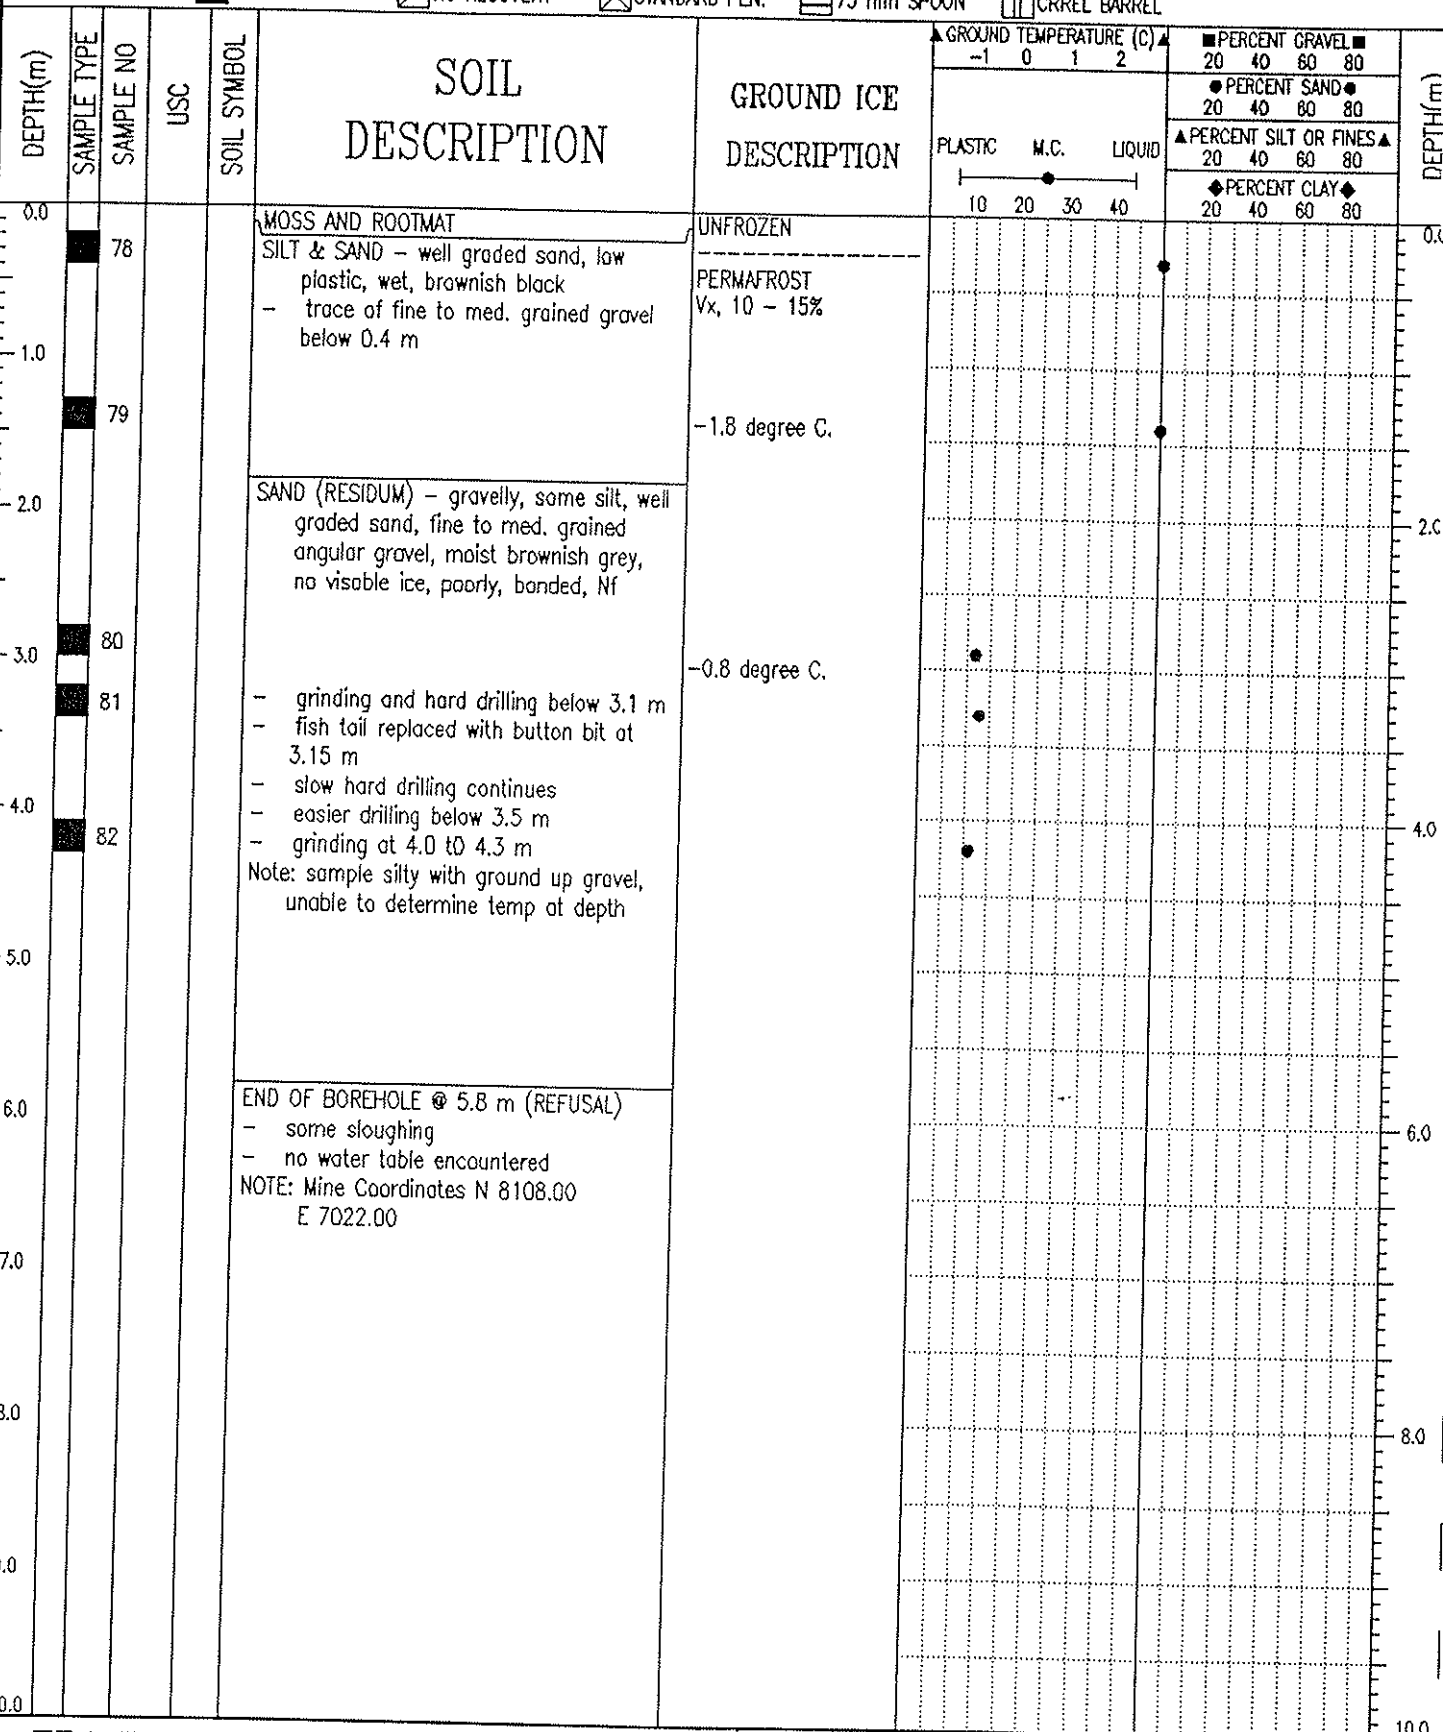 STANDARD PEN. 75 mm SPOON CRREL BARREL
DEPTH(m)
SAMPLE TYPE
SAMPLE NO
USC
SOIL SYMBOL
SOIL
DESCRIPTION
GROUND ICE
DESCRIPTION
▲GROUND TEMPERATURE (C)▲
-1 0 1 2
PLASTIC M.C. LIQUID
10 20 30 40
■PERCENT GRAVEL■
20 40 60 80
●PERCENT SAND●
20 40 60 80
▲PERCENT SILT OR FINES▲
20 40 60 80
◆PERCENT CLAY◆
20 40 60 80
DEPTH(m)
0.0
1.0
2.0
3.0
4.0
5.0
6.0
7.0
78
79
80
81
82
MOSS AND ROOTMAT
SILT & SAND – well graded sand, low
plastic, wet, brownish black
– trace of fine to med. grained gravel
below 0.4 m
SAND (RESIDUM) – gravelly, some silt, well
graded sand, fine to med. grained
angular gravel, moist brownish grey,
no visable ice, poorly, bonded, Nf
– grinding and hard drilling below 3.1 m
– fish tail replaced with button bit at
3.15 m
– slow hard drilling continues
– easier drilling below 3.5 m
– grinding at 4.0 to 4.3 m
Note: sample silty with ground up gravel,
unable to determine temp at depth
END OF BOREHOLE @ 5.8 m (REFUSAL)
– some sloughing
– no water table encountered
NOTE: Mine Coordinates N 8108.00
E 7022.00
UNFROZEN
PERMAFROST
Vx, 10 – 15%
-1.8 degree C.
-0.8 degree C.
2.0
4.0
6.0
8.0
10.0